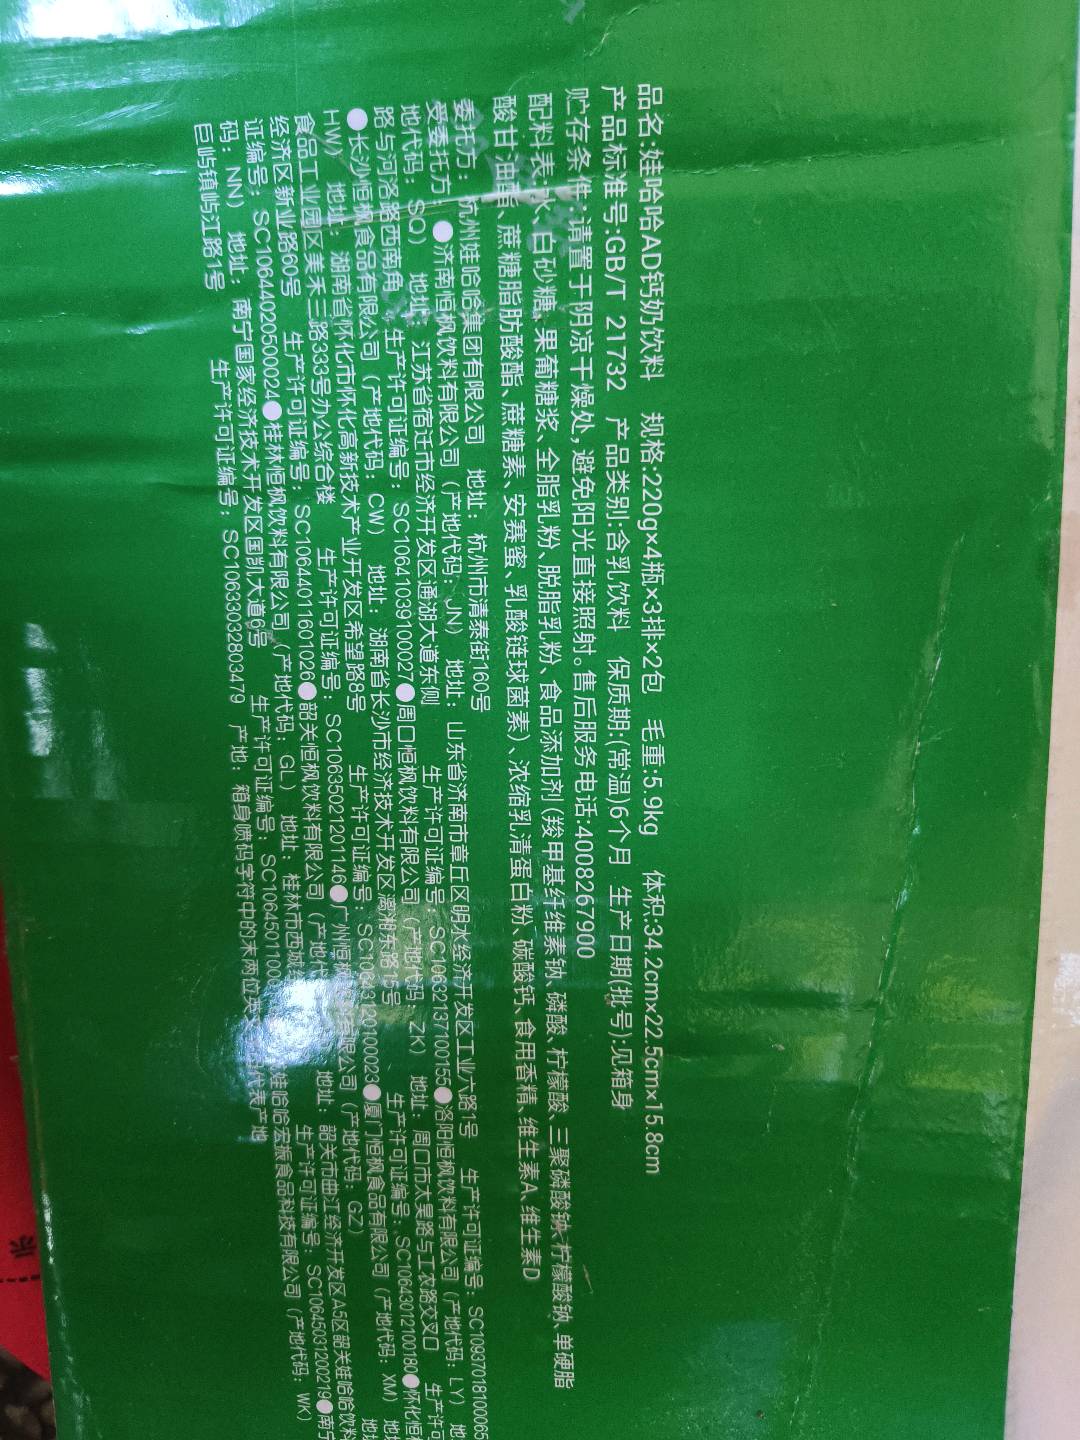 品名:娃哈哈AD钙奶饮料 规格:220g×4瓶×3排×2包 毛重:5.9kg 体积:34.2cm×22.5cm×15.8cm
产品标准号:GB/T 21732 产品类别:含乳饮料 保质期:(常温)6个月 生产日期(批号):见箱身
贮存条件:请置于阴凉干燥处,避免阳光直接照射。售后服务电话:4008267900
配料表:水、白砂糖、果葡糖浆、全脂乳粉、脱脂乳粉、食品添加剂(羧甲基纤维素钠、磷酸、柠檬酸、三聚磷酸钠、柠檬酸钠、单硬脂
酸甘油酯、蔗糖脂肪酸酯、蔗糖素、安赛蜜、乳酸链球菌素)、浓缩乳清蛋白粉、碳酸钙、食用香精、维生素A、维生素D
委托方:杭州娃哈哈集团有限公司 地址:杭州市清泰街160号
受委托方:●济南恒枫饮料有限公司(产地代码:JN) 地址:山东省济南市章丘区明水经济开发区工业六路1号 生产许可证编号:SC10937018100065
地代码:SQ) 地址:江苏省宿迁市经济开发区通湖大道东侧 生产许可证编号:SC10632137100155●洛阳恒枫饮料有限公司(产地代码:LY) 地
路与河洛路西南角 生产许可证编号:SC10641039100027●周口恒枫饮料有限公司(产地代码:ZK) 地址:周口市太昊路与工农路交叉口 生产许可
●长沙恒枫食品有限公司(产地代码:CW) 地址:湖南省长沙市经济技术开发区漓湘东路15号 生产许可证编号:SC10643012100180●怀化恒
HW) 地址:湖南省怀化市怀化高新技术产业开发区希望路8号 生产许可证编号:SC10643120100023●厦门恒枫食品有限公司(产地代码:XM) 地
食品工业园区美禾三路333号办公综合楼 生产许可证编号:SC10635021201146●广州恒枫 有限公司(产地代码:GZ) 地
经济区新业路60号 生产许可证编号:SC10644011601026●韶关恒枫饮料有限公司(产地 地址:韶关市曲江经济开发区A5区韶关娃哈哈饮料
证编号:SC10644020500024●桂林恒枫饮料有限公司(产地代码:GL) 地址:桂林市西城 生产许可证编号:SC10645031200219●南宁
码:NN) 地址:南宁国家经济技术开发区国凯大道6号 生产许可证编号:SC106450110 娃哈哈宏振食品科技有限公司(产地代码:WK)
巨屿镇屿江路1号 生产许可证编号:SC10633032803479 产地:箱身喷码字符中的末两位英文 代表产地